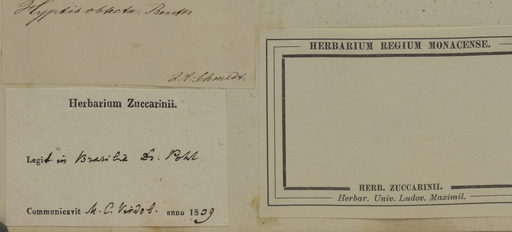 Hyptis obtecta Benth
A. A. Schmidt.
Herbarium Zuccarinii.
Legit in Brasilia Dr. Pohl
Communicavit M. C. Vindob. anno 1839
HERBARIUM REGIUM MONACENSE.
HERB. ZUCCARINII.
Herbar. Univ. Ludov. Maximil.